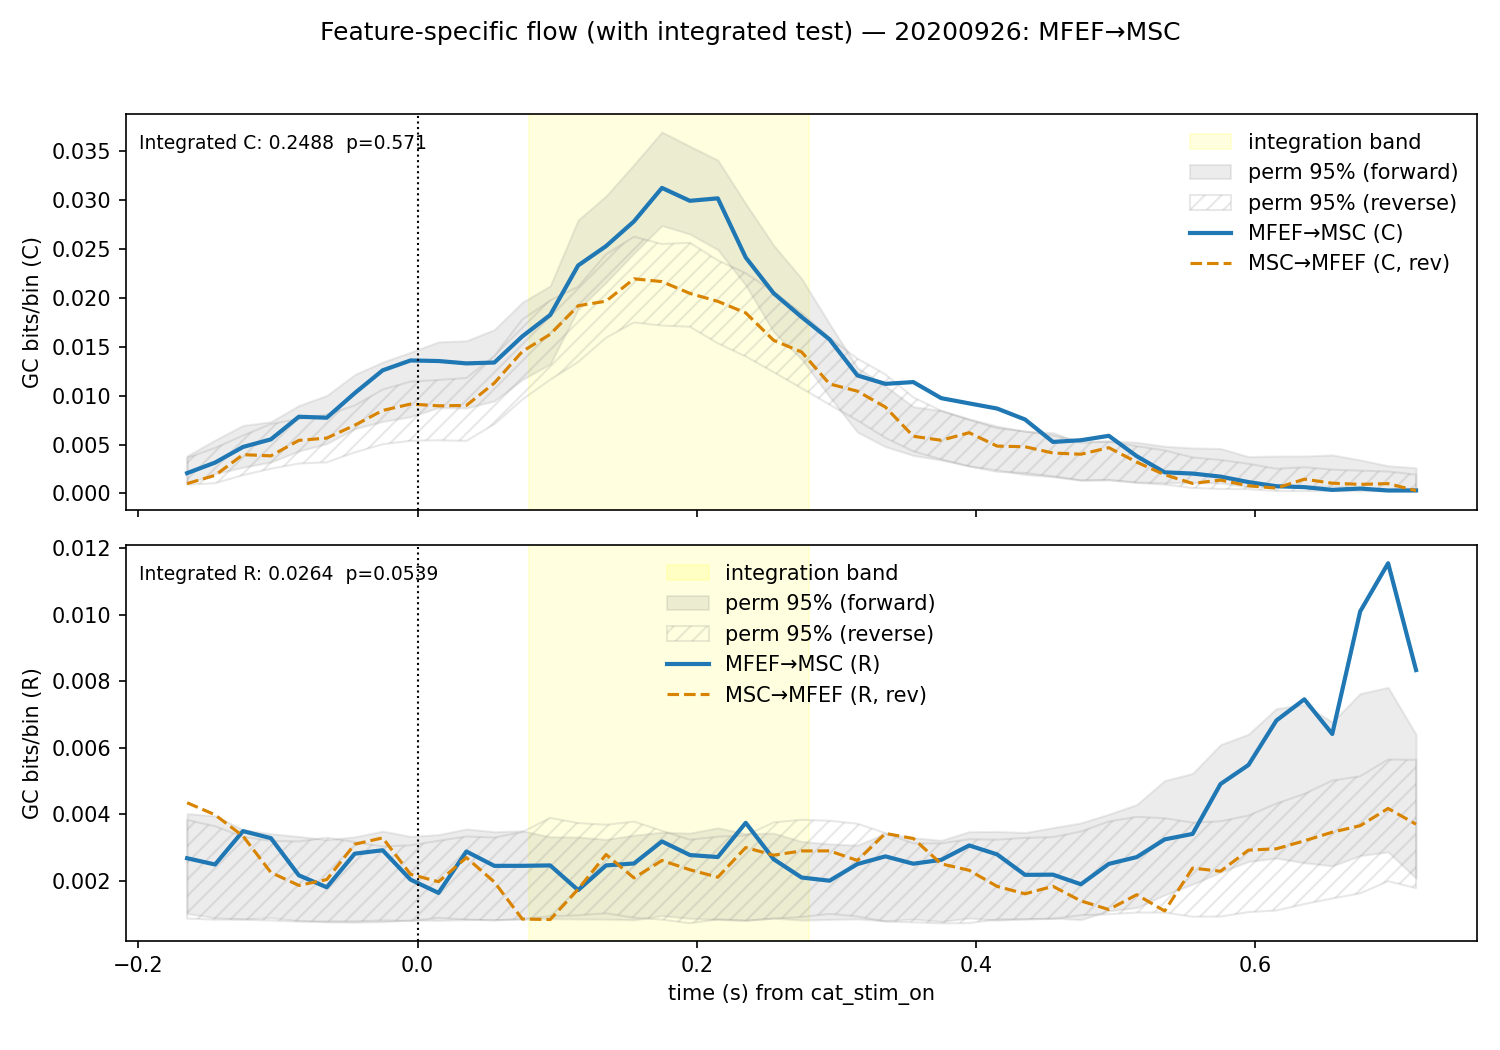 Feature-specific flow (with integrated test) — 20200926: MFEF→MSC
Integrated C: 0.2488  p=0.571
integration band
perm 95% (forward)
perm 95% (reverse)
MFEF→MSC (C)
MSC→MFEF (C, rev)
GC bits/bin (C)
0.035
0.030
0.025
0.020
0.015
0.010
0.005
0.000
Integrated R: 0.0264  p=0.0539
integration band
perm 95% (forward)
perm 95% (reverse)
MFEF→MSC (R)
MSC→MFEF (R, rev)
GC bits/bin (R)
0.012
0.010
0.008
0.006
0.004
0.002
−0.2
0.0
0.2
0.4
0.6
time (s) from cat_stim_on